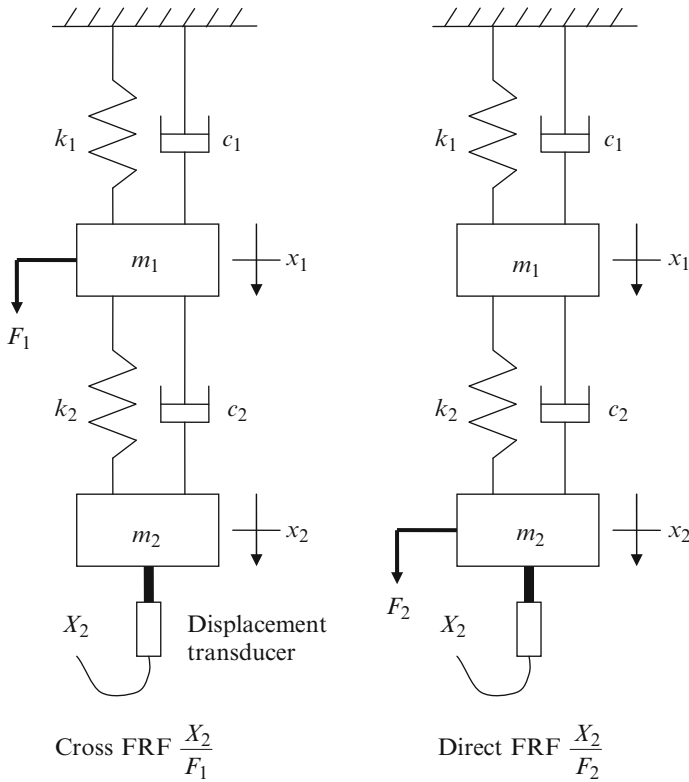 k1
c1
m1
x1
F1
k2
c2
m2
x2
X2
Displacement
transducer
Cross FRF X2/F1
k1
c1
m1
x1
k2
c2
m2
x2
F2
X2
Direct FRF X2/F2